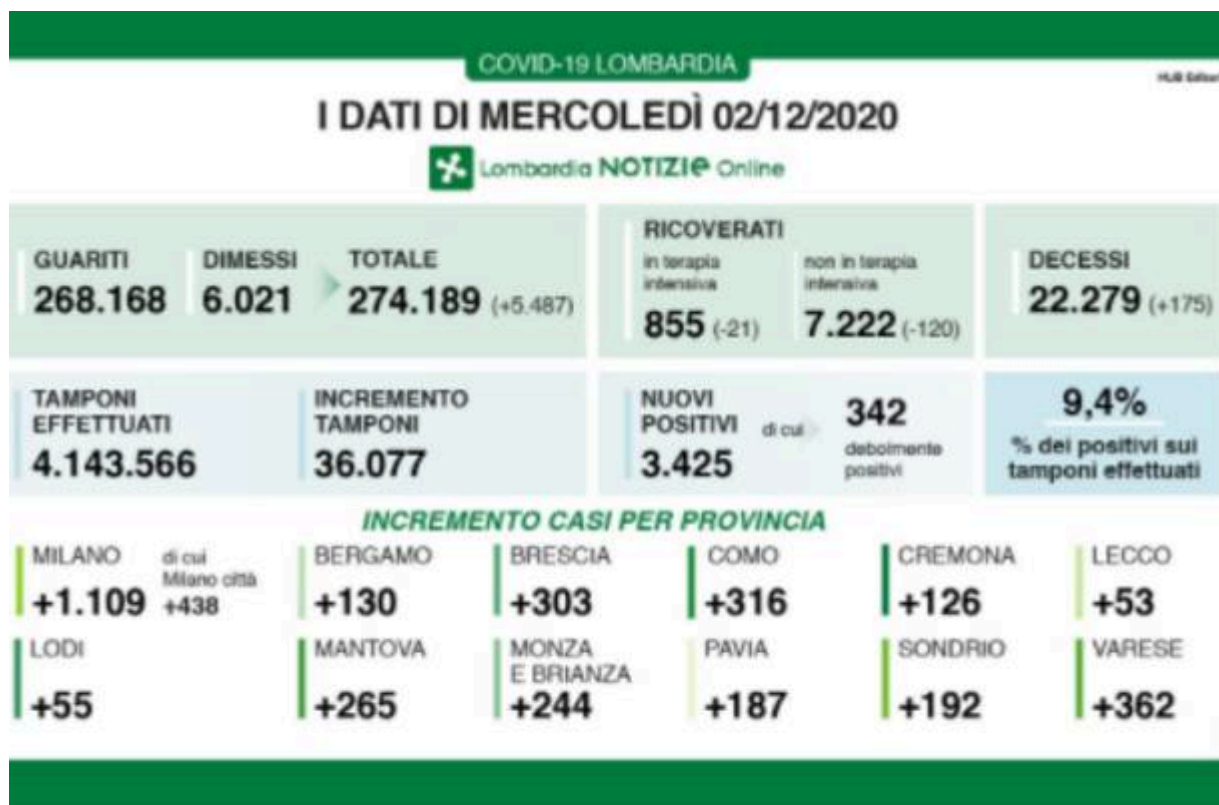 COVID-19 LOMBARDIA
I DATI DI MERCOLEDÌ 02/12/2020
Lombardia NOTIZIE Online
GUARITI
268.168
DIMESSI
6.021
TOTALE
274.189 (+5.487)
RICOVERATI
in terapia
intensiva
855 (-21)
non in terapia
intensiva
7.222 (-120)
DECESSI
22.279 (+175)
TAMPONI
EFFETTUATI
4.143.566
INCREMENTO
TAMPONI
36.077
NUOVI
POSITIVI
3.425
di cui
342
debolmente
positivi
9,4%
% dei positivi sui
tamponi effettuati
INCREMENTO CASI PER PROVINCIA
MILANO
+1.109
di cui
Milano città
+438
BERGAMO
+130
BRESCIA
+303
COMO
+316
CREMONA
+126
LECCO
+53
LODI
+55
MANTOVA
+265
MONZA
E BRIANZA
+244
PAVIA
+187
SONDRIO
+192
VARESE
+362